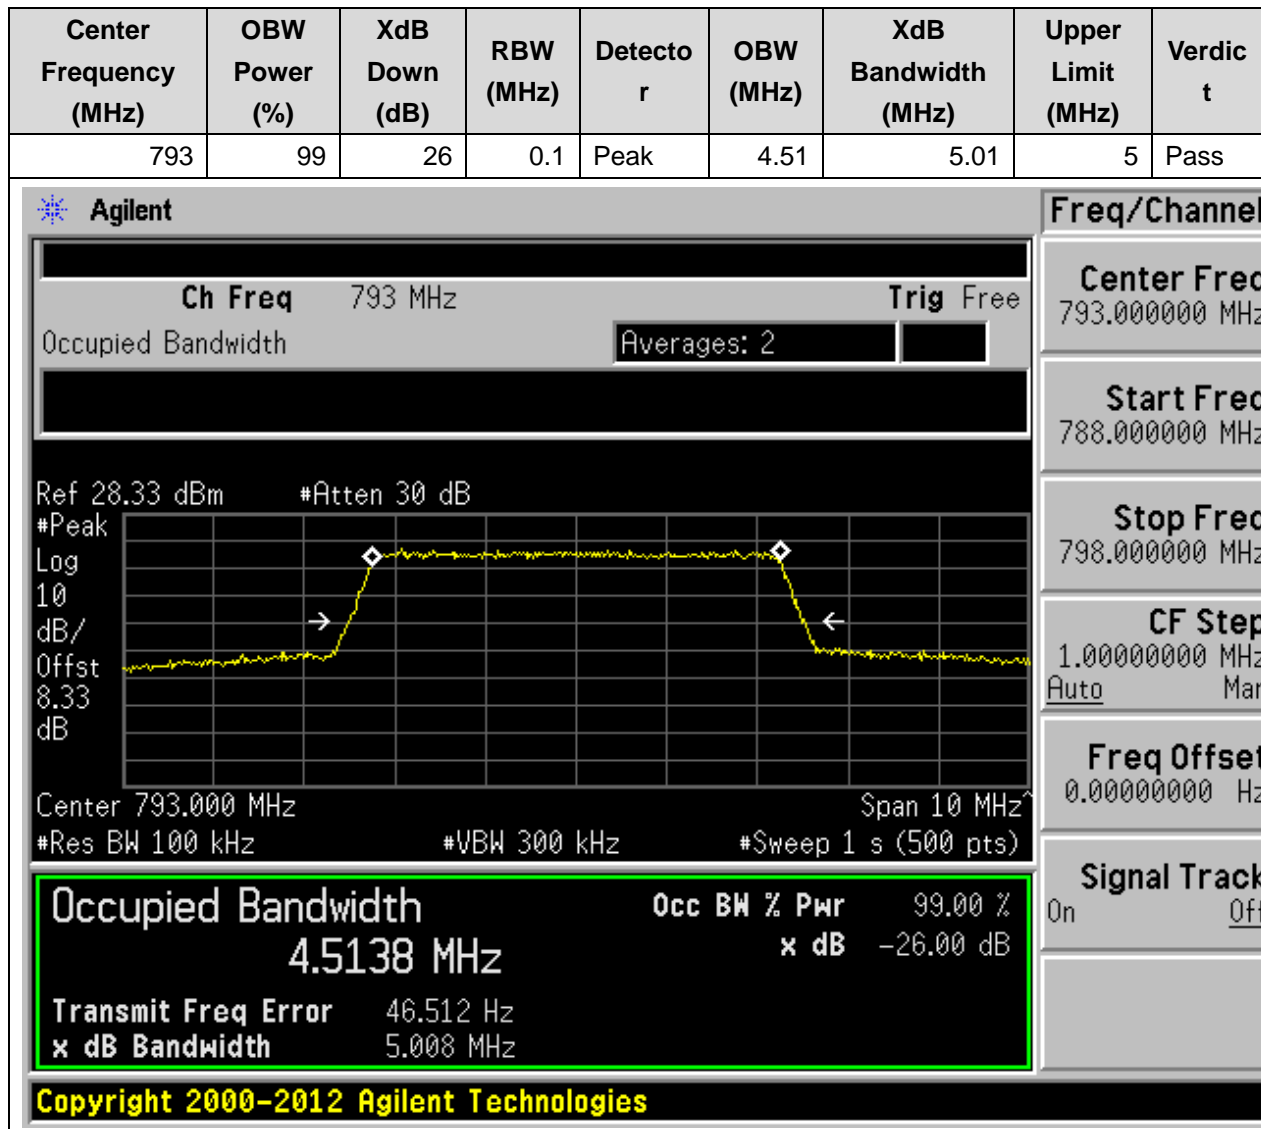 Center Frequency (MHz) OBW Power (%) XdB Down (dB) RBW (MHz) Detecto r OBW (MHz) XdB Bandwidth (MHz) Upper Limit (MHz) Verdic t
793 99 26 0.1 Peak 4.51 5.01 5 Pass
Agilent
Freq/Channel
Ch Freq 793 MHz Trig Free
Occupied Bandwidth Averages: 2
Center Freq
793.000000 MHz
Start Freq
788.000000 MHz
Stop Freq
798.000000 MHz
CF Step
1.00000000 MHz
Auto Man
Freq Offset
0.00000000 Hz
Signal Track
On Off
Ref 28.33 dBm #Atten 30 dB
#Peak
Log
10
dB/
Offst
8.33
dB
Center 793.000 MHz Span 10 MHz^
#Res BW 100 kHz #VBW 300 kHz #Sweep 1 s (500 pts)
Occupied Bandwidth Occ BW % Pwr 99.00 %
4.5138 MHz x dB -26.00 dB
Transmit Freq Error 46.512 Hz
x dB Bandwidth 5.008 MHz
Copyright 2000-2012 Agilent Technologies